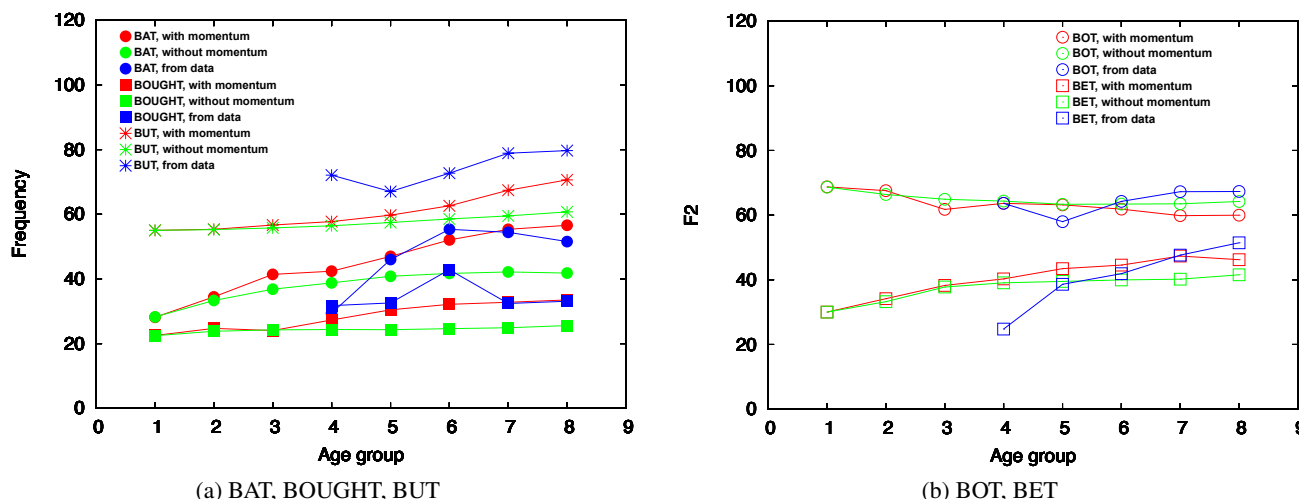 120
100
80
60
40
20
0
Frequency
BAT, with momentum
BAT, without momentum
BAT, from data
BOUGHT, with momentum
BOUGHT, without momentum
BOUGHT, from data
BUT, with momentum
BUT, without momentum
BUT, from data
0 1 2 3 4 5 6 7 8 9
Age group
(a) BAT, BOUGHT, BUT
120
100
80
60
40
20
0
F2
BOT, with momentum
BOT, without momentum
BOT, from data
BET, with momentum
BET, without momentum
BET, from data
0 1 2 3 4 5 6 7 8 9
Age group
(b) BOT, BET